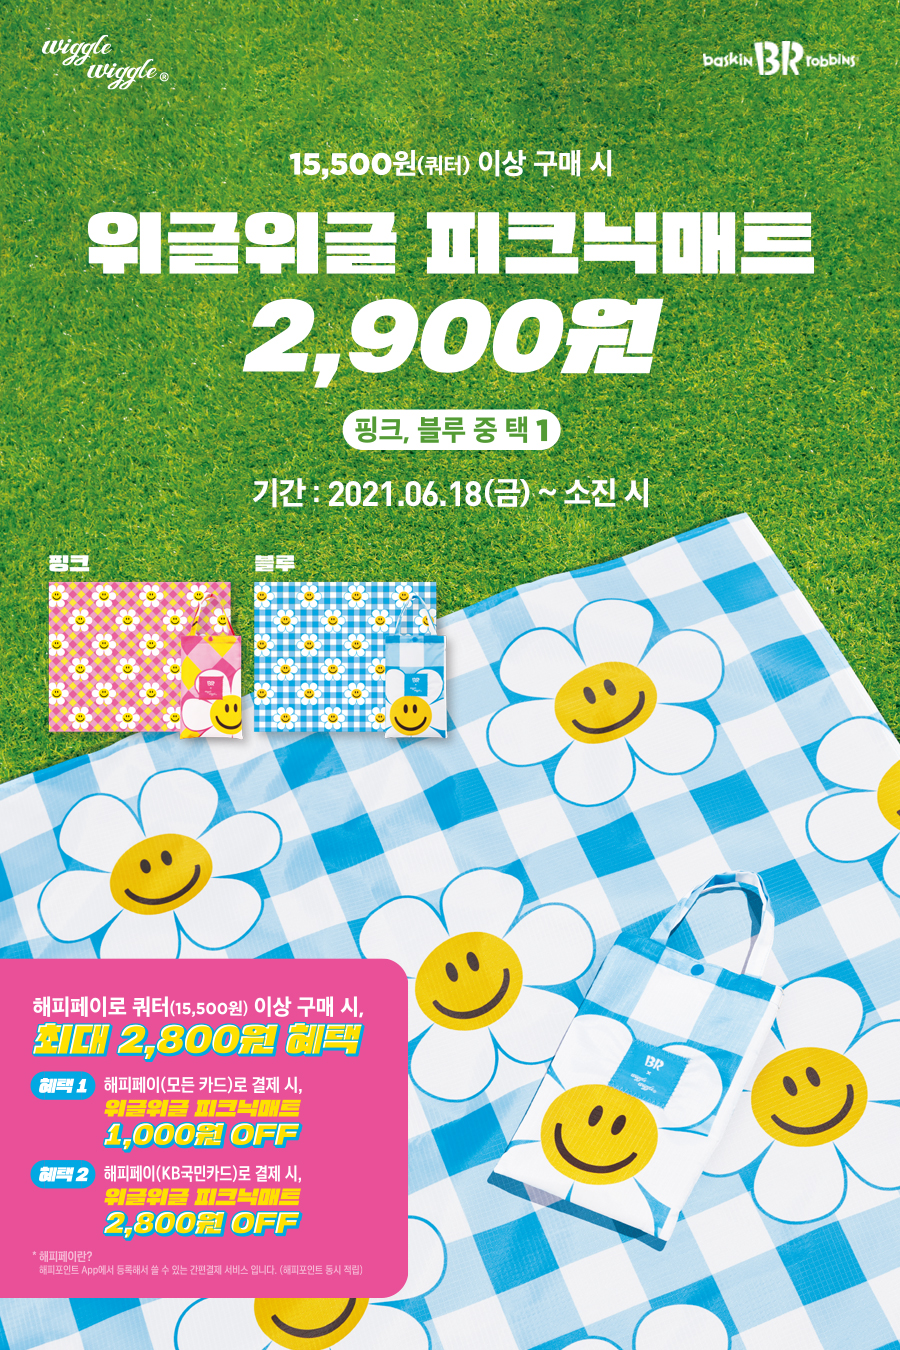 wiggle
wiggle®
baskin BR robbins
15,500원(쿼터) 이상 구매 시
위글위글 피크닉매트
2,900원
핑크, 블루 중 택 1
기간 : 2021.06.18(금) ~ 소진 시
핑크
블루
해피페이로 쿼터(15,500원) 이상 구매 시,
최대 2,800원 혜택
혜택 1
해피페이(모든 카드)로 결제 시,
위글위글 피크닉매트
1,000원 OFF
혜택 2
해피페이(KB국민카드)로 결제 시,
위글위글 피크닉매트
2,800원 OFF
* 해피페이란?
해피포인트 App에서 등록해서 쓸 수 있는 간편결제 서비스 입니다. (해피포인트 동시 적립)
BR
×
wiggle
wiggle